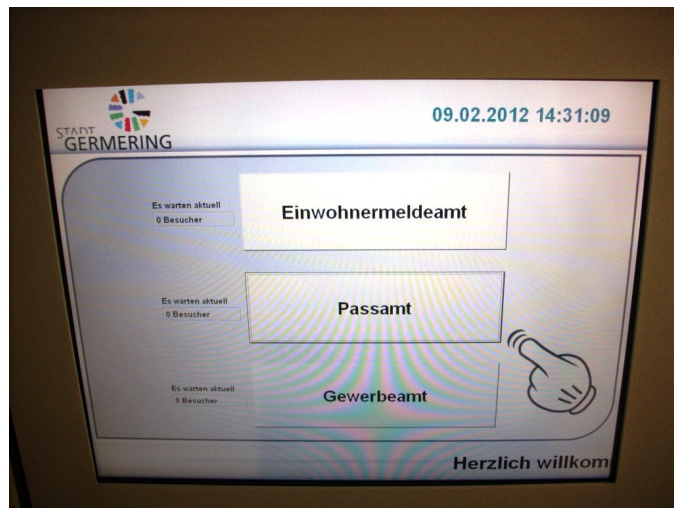 STADT
GERMERING
09.02.2012 14:31:09
Es warten aktuell
0 Besucher
Einwohnermeldeamt
Es warten aktuell
0 Besucher
Passamt
Es warten aktuell
0 Besucher
Gewerbeamt
Herzlich willkom